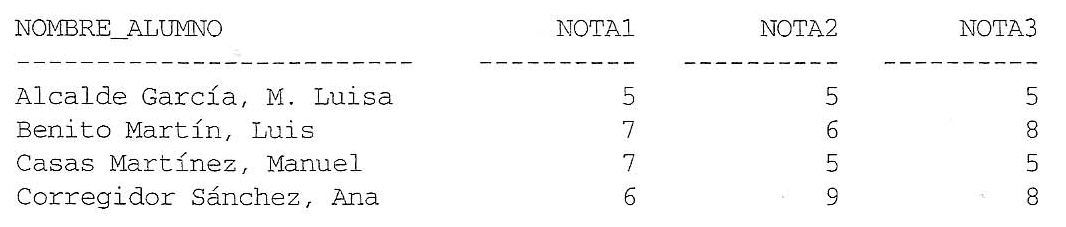 NOMBRE_ALUMNO NOTA1 NOTA2 NOTA3
------------------------- ---------- ---------- ----------
Alcalde García, M. Luisa 5 5 5
Benito Martín, Luis 7 6 8
Casas Martínez, Manuel 7 5 5
Corregidor Sánchez, Ana 6 9 8